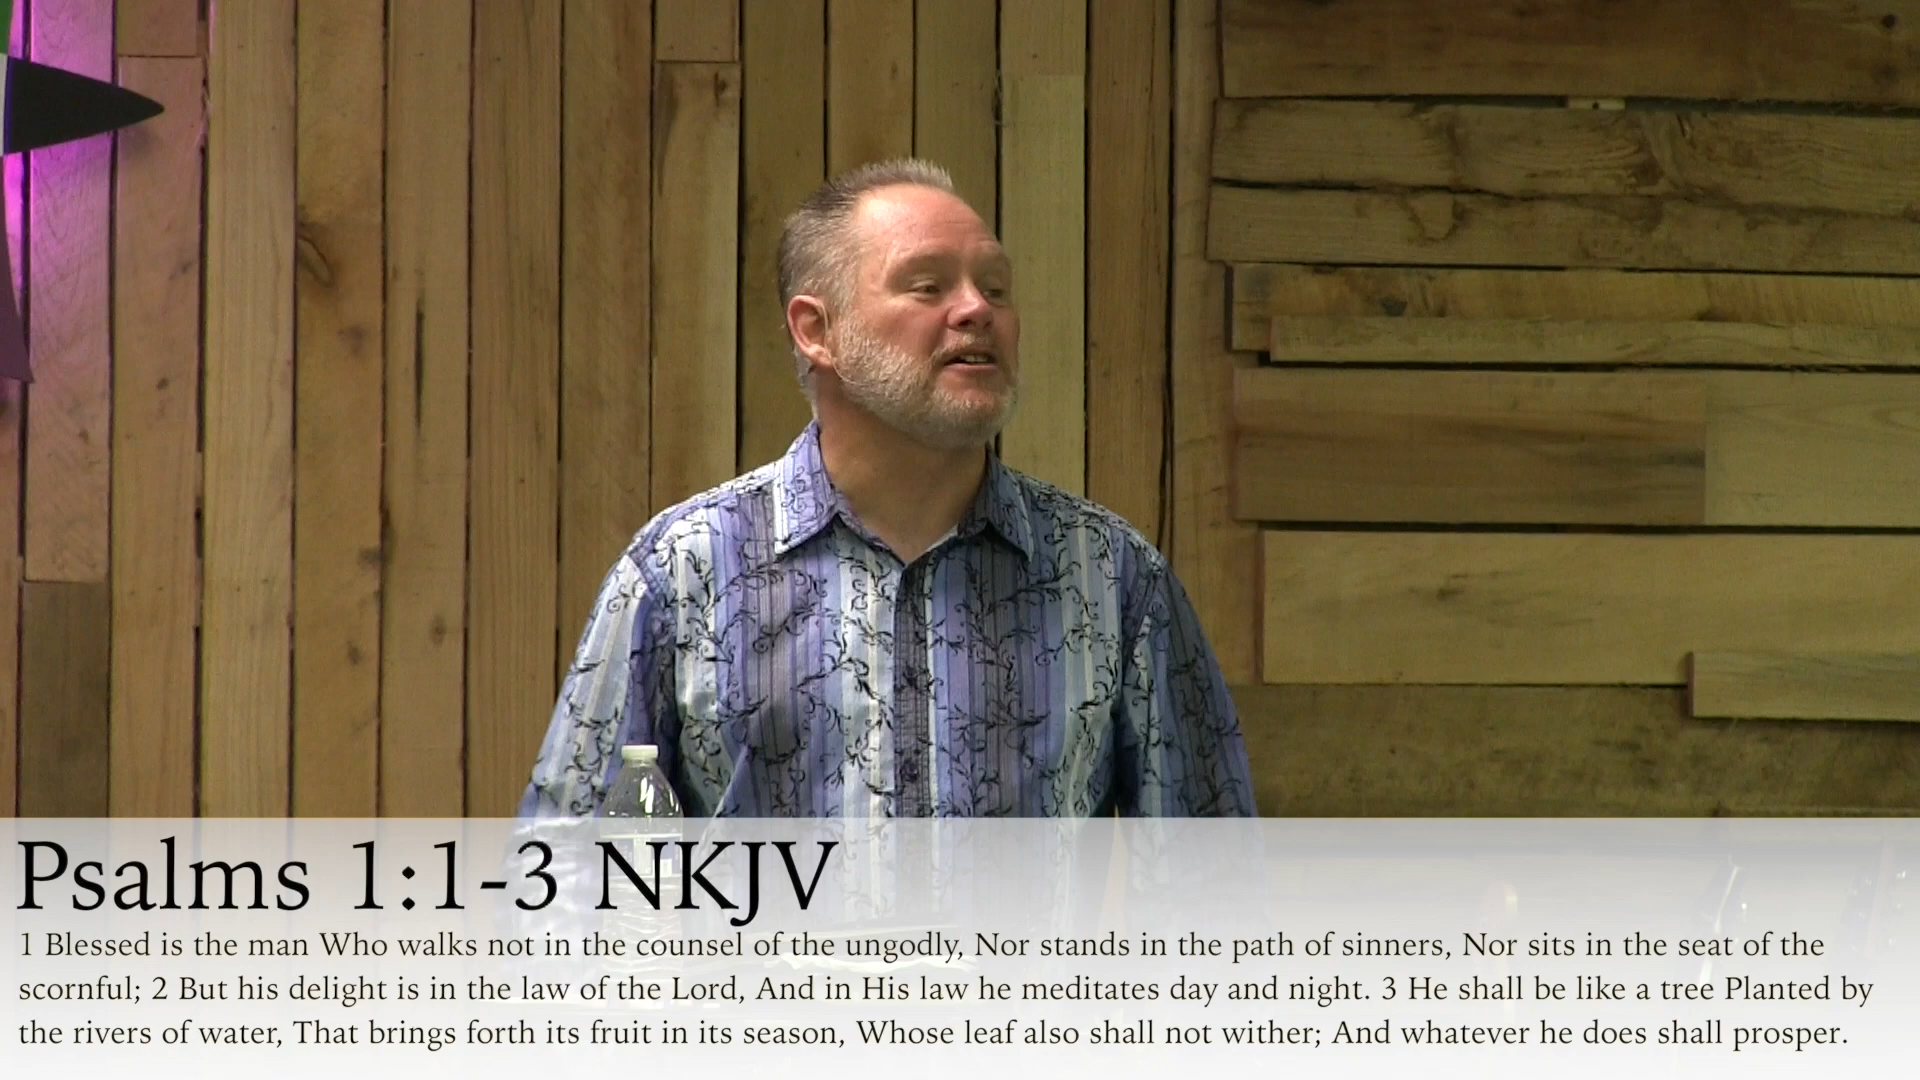 Psalms 1:1-3 NKJV
1 Blessed is the man Who walks not in the counsel of the ungodly, Nor stands in the path of sinners, Nor sits in the seat of the
scornful; 2 But his delight is in the law of the Lord, And in His law he meditates day and night. 3 He shall be like a tree Planted by
the rivers of water, That brings forth its fruit in its season, Whose leaf also shall not wither; And whatever he does shall prosper.